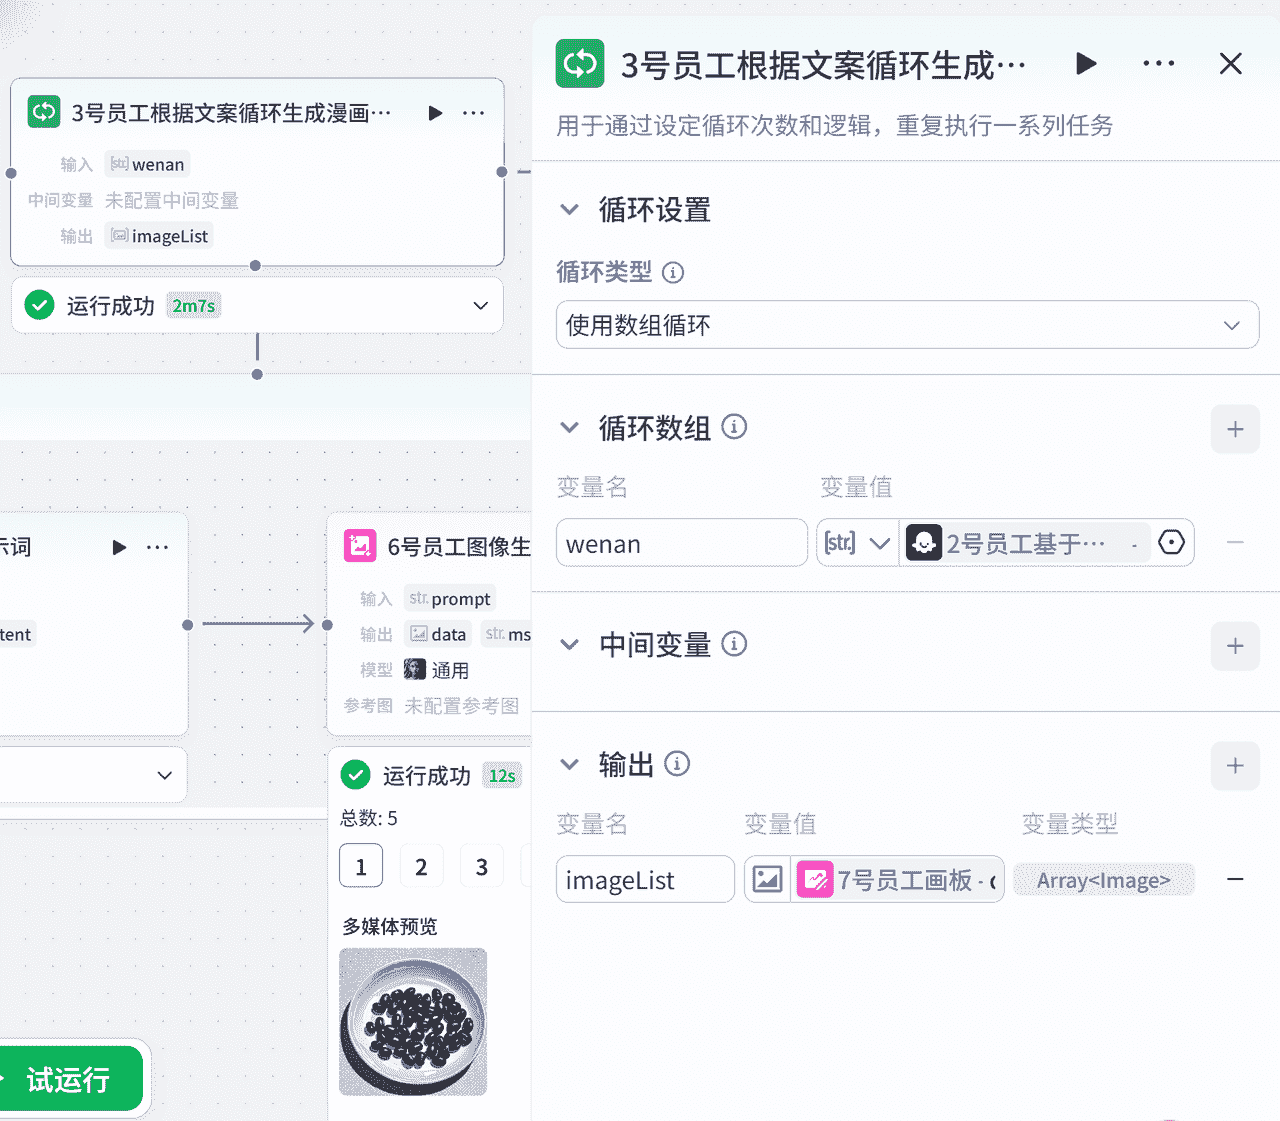 3号员工根据文案循环生成漫画…
输入 [str] wenan
中间变量 未配置中间变量
输出 imageList
运行成功 2m7s
示词
tent
6号员工图像生
输入 str. prompt
输出 data str. ms
模型 通用
参考图 未配置参考图
运行成功 12s
总数: 5
1 2 3
多媒体预览
试运行
3号员工根据文案循环生成…
用于通过设定循环次数和逻辑，重复执行一系列任务
循环设置
循环类型
使用数组循环
循环数组
变量名 变量值
wenan [str.] 2号员工基于… -
中间变量
输出
变量名 变量值 变量类型
imageList 7号员工画板 - Array<Image>